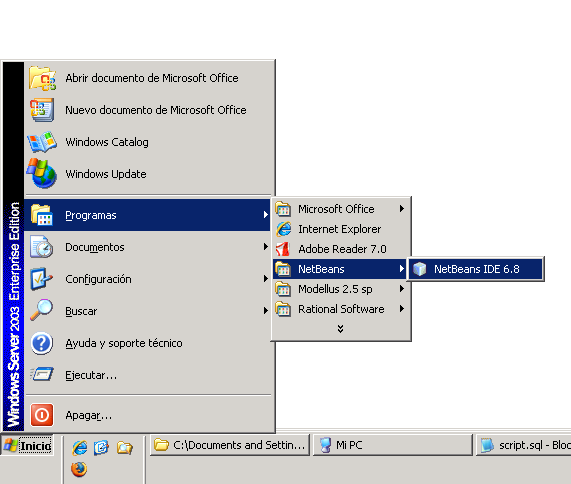 Abrir documento de Microsoft Office
Nuevo documento de Microsoft Office
Windows Catalog
Windows Update
Programas
Documentos
Configuración
Buscar
Ayuda y soporte técnico
Ejecutar...
Apagar...
Windows Server 2003 Enterprise Edition
Microsoft Office
Internet Explorer
Adobe Reader 7.0
NetBeans
Modellus 2.5 sp
Rational Software
NetBeans IDE 6.8
Inicio
C:\Documents and Settin...
Mi PC
script.sql - Bloc